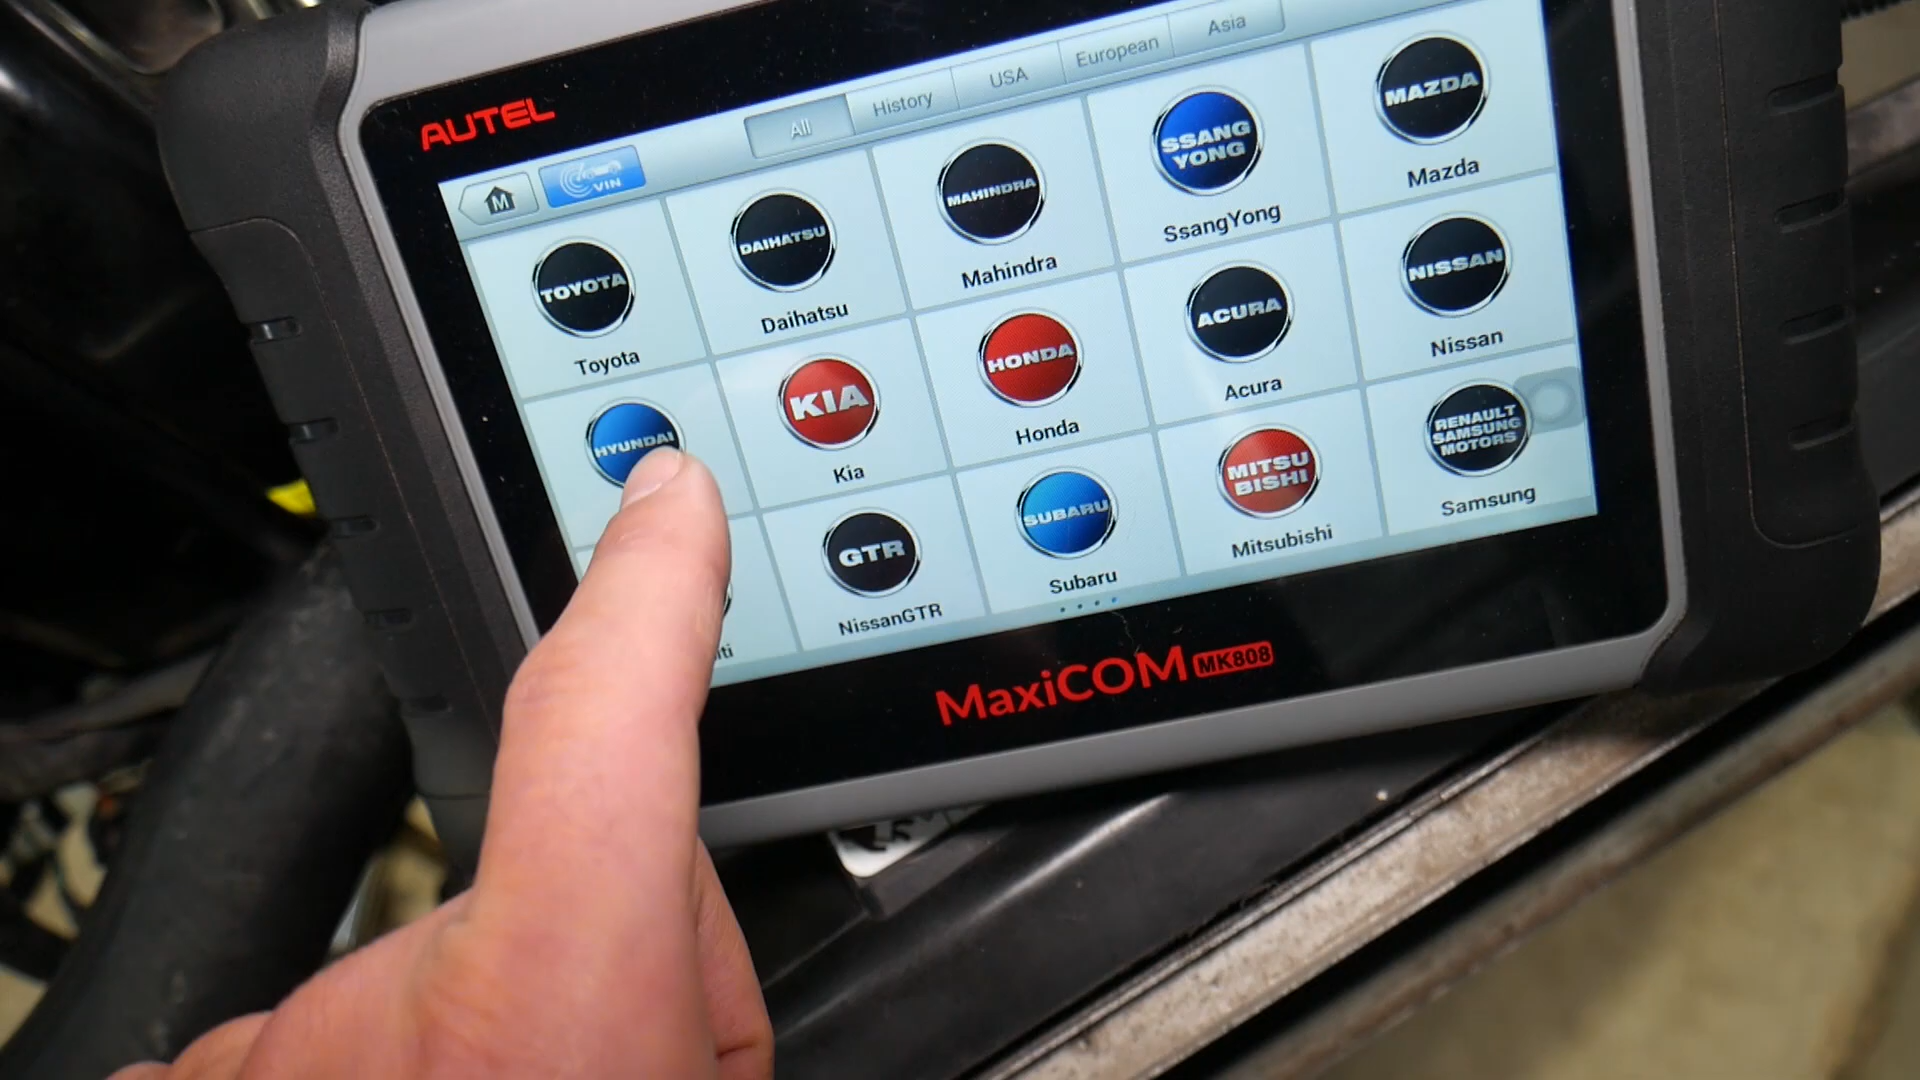 AUTEL
M
VIN
All
History
USA
European
Asia
TOYOTA
Toyota
DAIHATSU
Daihatsu
MAHINDRA
Mahindra
SSANG
YONG
SsangYong
MAZDA
Mazda
HYUNDAI
KIA
Kia
HONDA
Honda
ACURA
Acura
NISSAN
Nissan
iti
GTR
NissanGTR
SUBARU
Subaru
MITSU
BISHI
Mitsubishi
RENAULT
SAMSUNG
MOTORS
Samsung
MaxiCOM MK808